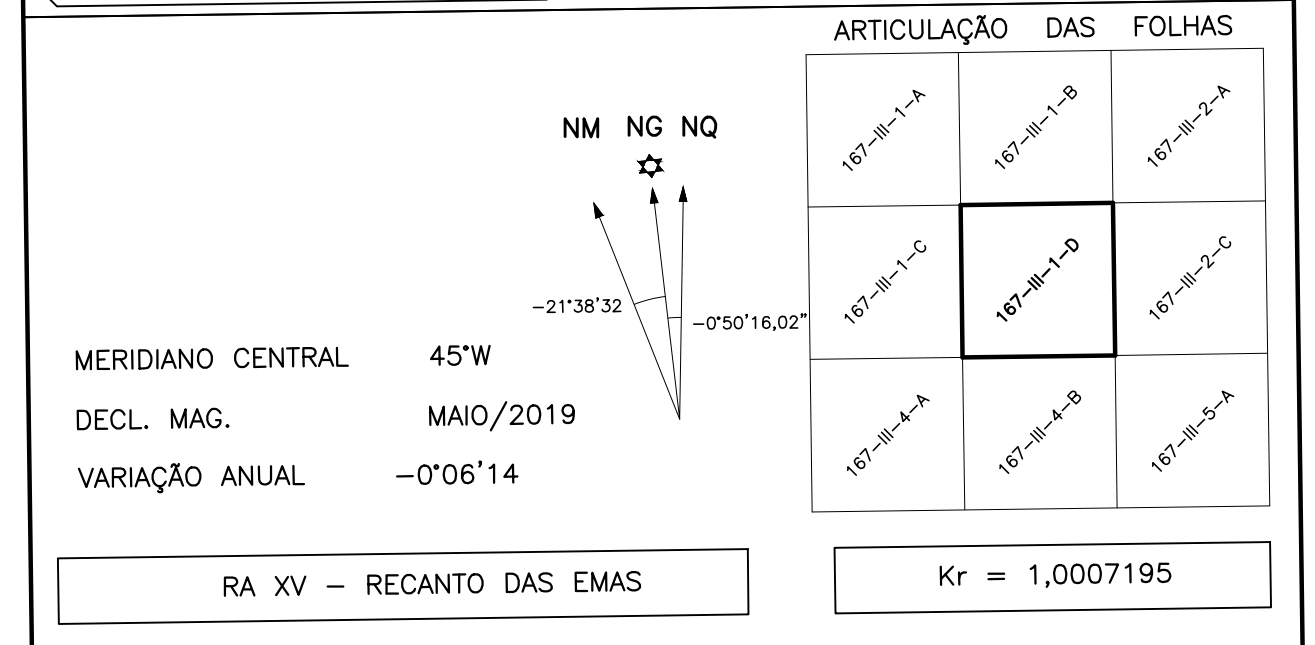 ARTICULAÇÃO DAS FOLHAS
167-III-1-A
167-III-1-B
167-III-2-A
NM NG NQ
167-III-1-C
167-III-1-D
167-III-2-C
-21°38'32
-0°50'16,02"
MERIDIANO CENTRAL 45°W
DECL. MAG. MAIO/2019
VARIAÇÃO ANUAL -0°06'14
167-III-4-A
167-III-4-B
167-III-5-A
RA XV - RECANTO DAS EMAS
Kr = 1,0007195